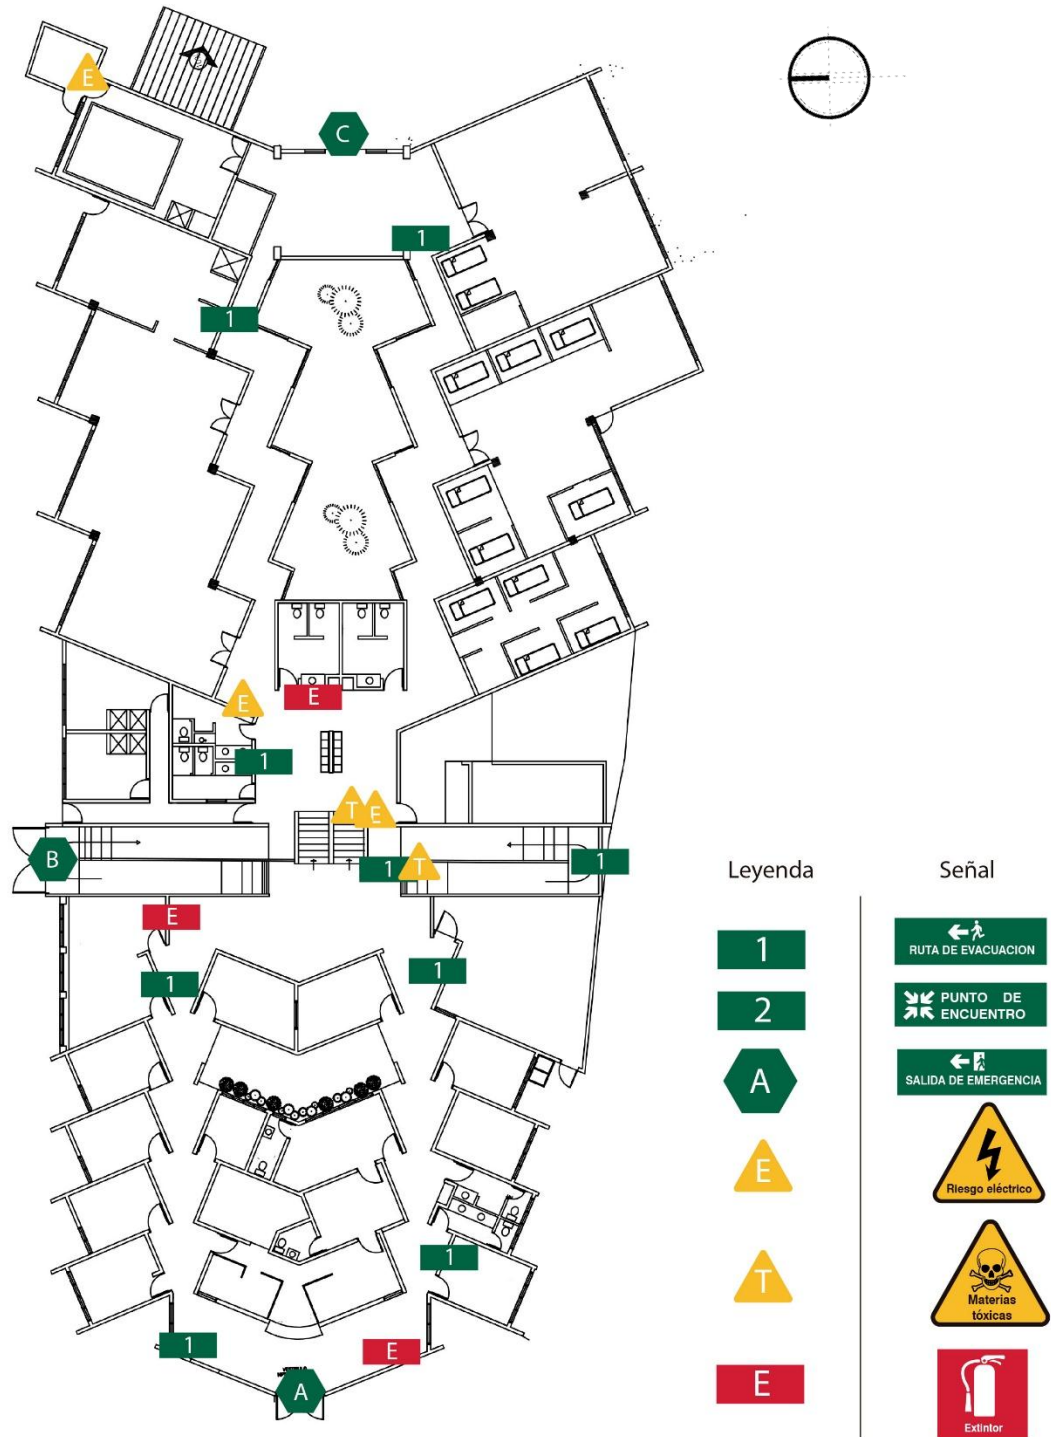 E
C
1
1
E
E
1
T
E
B
1
T
1
E
1
1
1
1
E
A
Leyenda
Señal
1
RUTA DE EVACUACION
2
PUNTO DE
ENCUENTRO
A
SALIDA DE EMERGENCIA
E
Riesgo eléctrico
T
Materias
tóxicas
E
Extintor